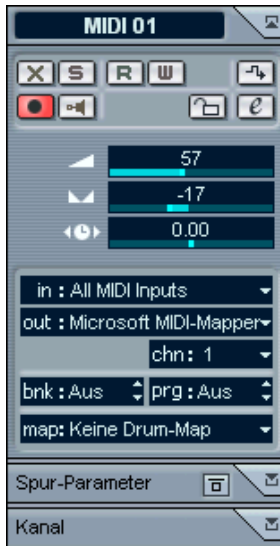 MIDI 01
X S R W
e
57
-17
0.00
in : All MIDI Inputs
out : Microsoft MIDI-Mapper
chn: 1
bnk : Aus prg : Aus
map: Keine Drum-Map
Spur-Parameter
Kanal